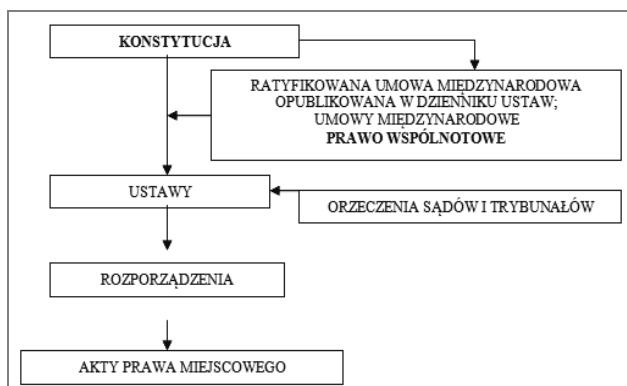 KONSTYTUCJA
RATYFIKOWANA UMOWA MIĘDZYNARODOWA
OPUBLIKOWANA W DZIENNIKU USTAW;
UMOWY MIĘDZYNARODOWE
PRAWO WSPÓLNOTOWE
USTAWY
ORZECZENIA SĄDÓW I TRYBUNAŁÓW
ROZPORZĄDZENIA
AKTY PRAWA MIEJSCOWEGO